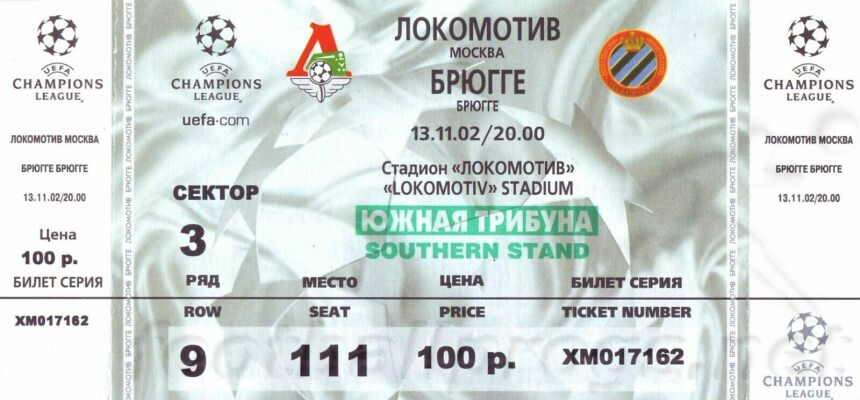 UEFA
CHAMPIONS
LEAGUE®
ЛОКОМОТИВ МОСКВА
БРЮГГЕ БРЮГГЕ
13.11.02/20.00
Цена
100 р.
БИЛЕТ СЕРИЯ
ХМ017162
UEFA
CHAMPIONS
LEAGUE®
uefa.com
ЛОКОМОТИВ
МОСКВА
БРЮГГЕ
БРЮГГЕ
13.11.02/20.00
Стадион «ЛОКОМОТИВ»
«LOKOMOTIV» STADIUM
ЮЖНАЯ ТРИБУНА
SOUTHERN STAND
СЕКТОР
3
РЯД
МЕСТО
ЦЕНА
БИЛЕТ СЕРИЯ
ROW
SEAT
PRICE
TICKET NUMBER
9
111
100 р.
ХМ017162
UEFA
CHAMPIONS
LEAGUE®
ЛОКОМОТИВ МОСКВА
БРЮГГЕ БРЮГГЕ
13.11.02/20.00
UEFA
CHAMPIONS
LEAGUE®